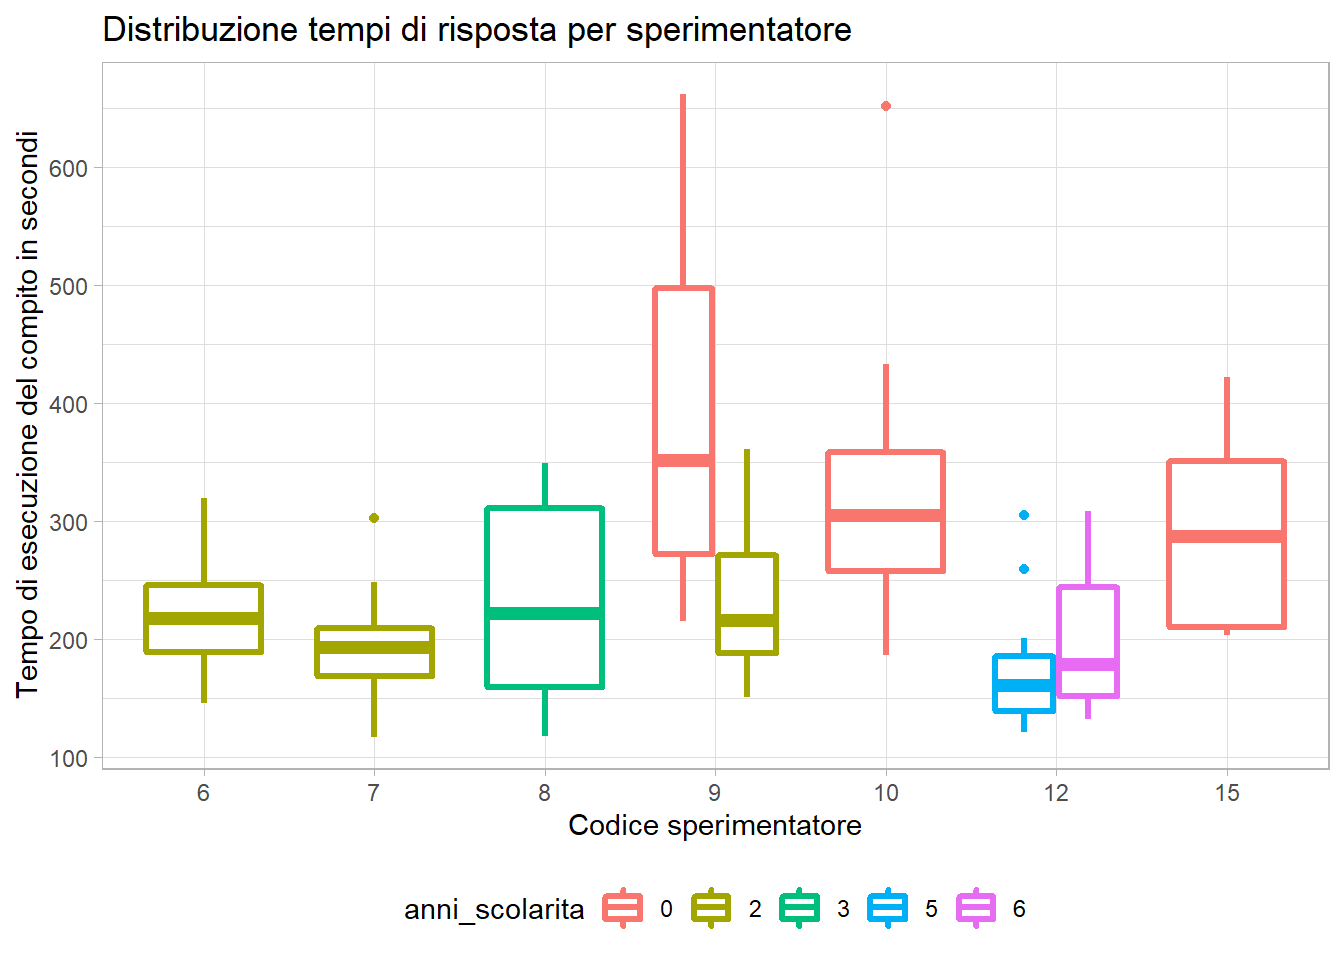 Distribuzione tempi di risposta per sperimentatore
Tempo di esecuzione del compito in secondi
600
500
400
300
200
100
6 7 8 9 10 12 15
Codice sperimentatore
anni_scolarita 0 2 3 5 6